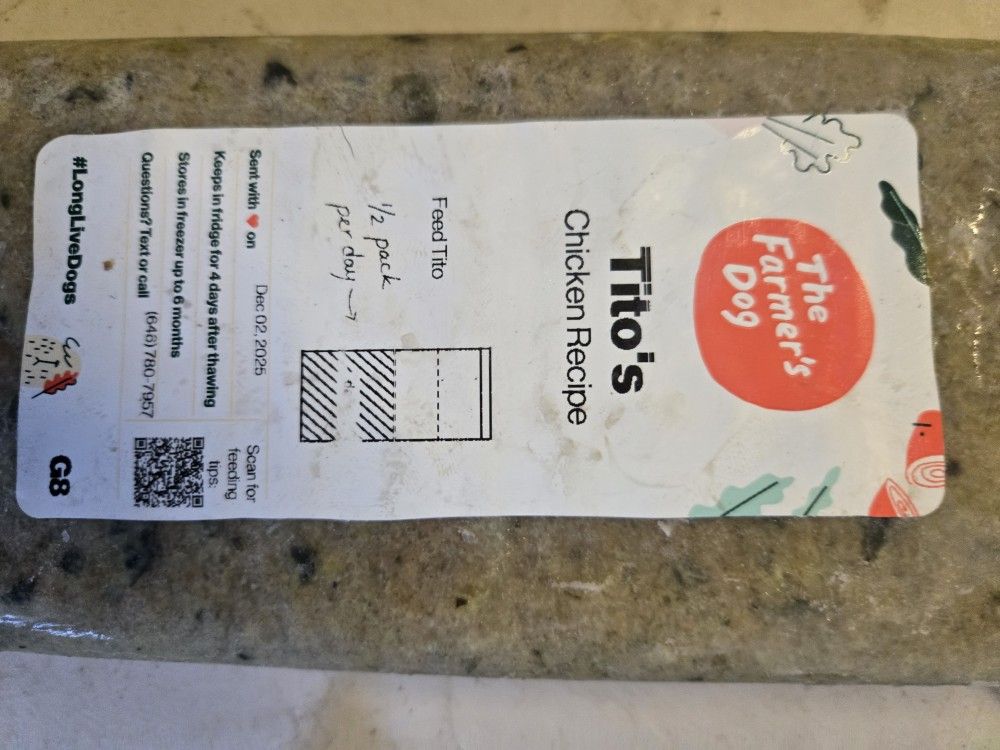 The
Farmer's
Dog
Tito's
Chicken Recipe
Feed Tito
1/2 pack
per day →
Sent with ❤ on Dec 02, 2025
Keeps in fridge for 4 days after thawing
Stores in freezer up to 6 months
Questions? Text or call (646) 780-7957
Scan for
feeding
tips:
#LongLiveDogs
G8